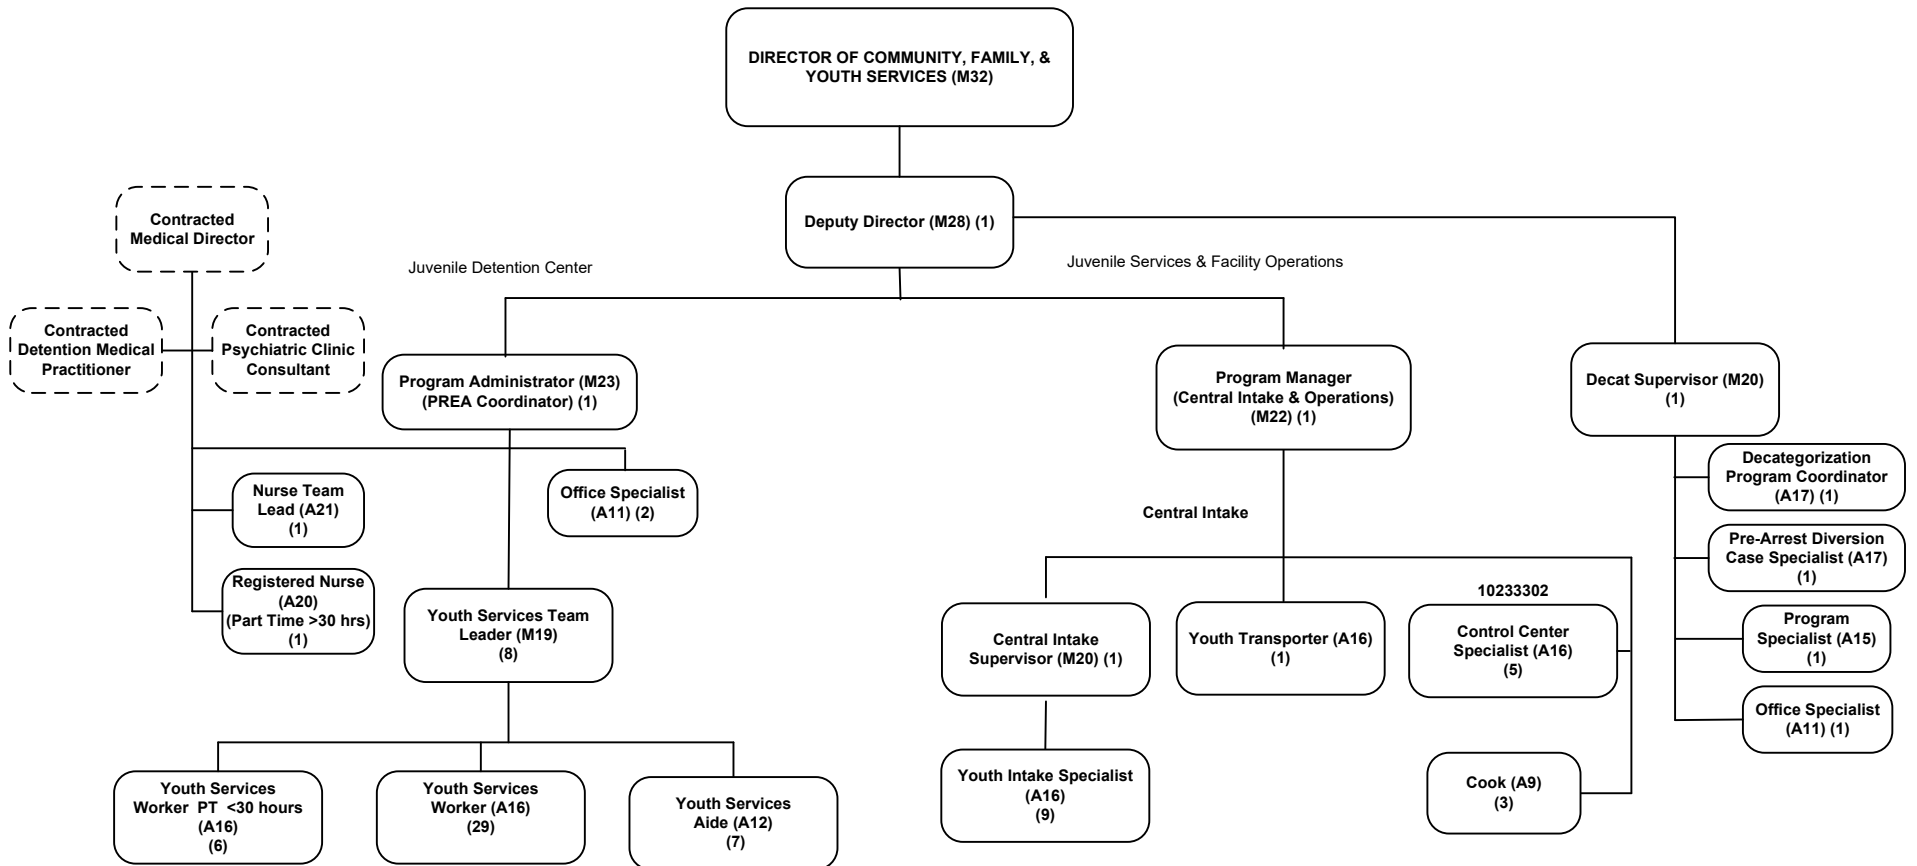 DIRECTOR OF COMMUNITY, FAMILY, &
YOUTH SERVICES (M32)
Deputy Director (M28) (1)
Contracted
Medical Director
Juvenile Detention Center
Juvenile Services & Facility Operations
Contracted
Detention Medical
Practitioner
Contracted
Psychiatric Clinic
Consultant
Program Administrator (M23)
(PREA Coordinator) (1)
Program Manager
(Central Intake & Operations)
(M22) (1)
Decat Supervisor (M20)
(1)
Nurse Team
Lead (A21)
(1)
Office Specialist
(A11) (2)
Central Intake
Decategorization
Program Coordinator
(A17) (1)
Pre-Arrest Diversion
Case Specialist (A17)
(1)
Registered Nurse
(A20)
(Part Time >30 hrs)
(1)
Youth Services Team
Leader (M19)
(8)
Central Intake
Supervisor (M20) (1)
Youth Transporter (A16)
(1)
10233302
Control Center
Specialist (A16)
(5)
Program
Specialist (A15)
(1)
Office Specialist
(A11) (1)
Youth Services
Worker PT <30 hours
(A16)
(6)
Youth Services
Worker (A16)
(29)
Youth Services
Aide (A12)
(7)
Youth Intake Specialist
(A16)
(9)
Cook (A9)
(3)